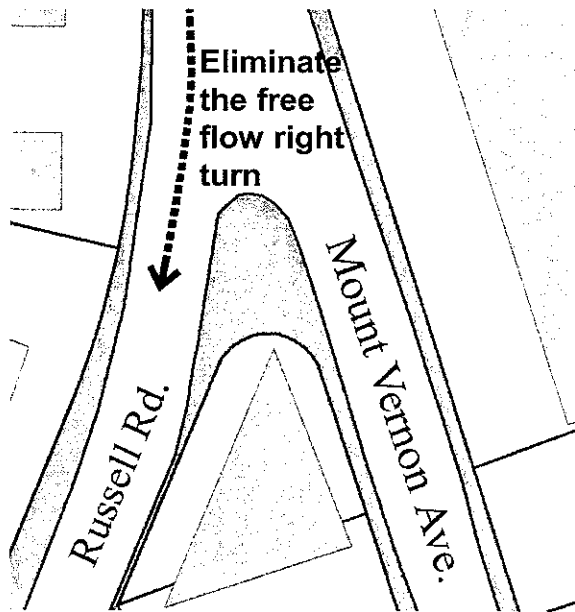 Eliminate
the free
flow right
turn
Mount Vernon Ave.
Russell Rd.